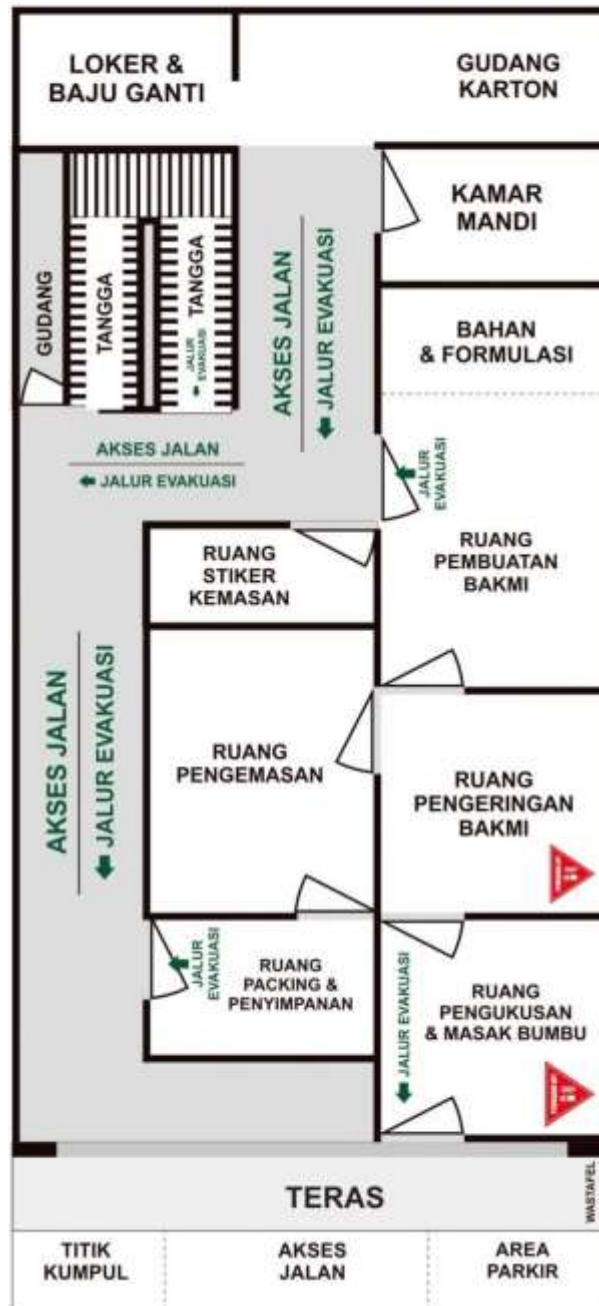 LOKER &
BAJU GANTI
GUDANG
KARTON
KAMAR
MANDI
GUDANG
TANGGA
TANGGA
JALUR
EVAKUASI
AKSES JALAN
JALUR EVAKUASI
BAHAN
& FORMULASI
AKSES JALAN
JALUR EVAKUASI
JALUR
EVAKUASI
RUANG
PEMBUATAN
BAKMI
RUANG
STIKER
KEMASAN
AKSES JALAN
JALUR EVAKUASI
RUANG
PENGEMASAN
RUANG
PENGERINGAN
BAKMI
JALUR
EVAKUASI
RUANG
PACKING &
PENYIMPANAN
JALUR EVAKUASI
RUANG
PENGUKUSAN
& MASAK BUMBU
TERAS
WASTAFEL
TITIK
KUMPUL
AKSES
JALAN
AREA
PARKIR